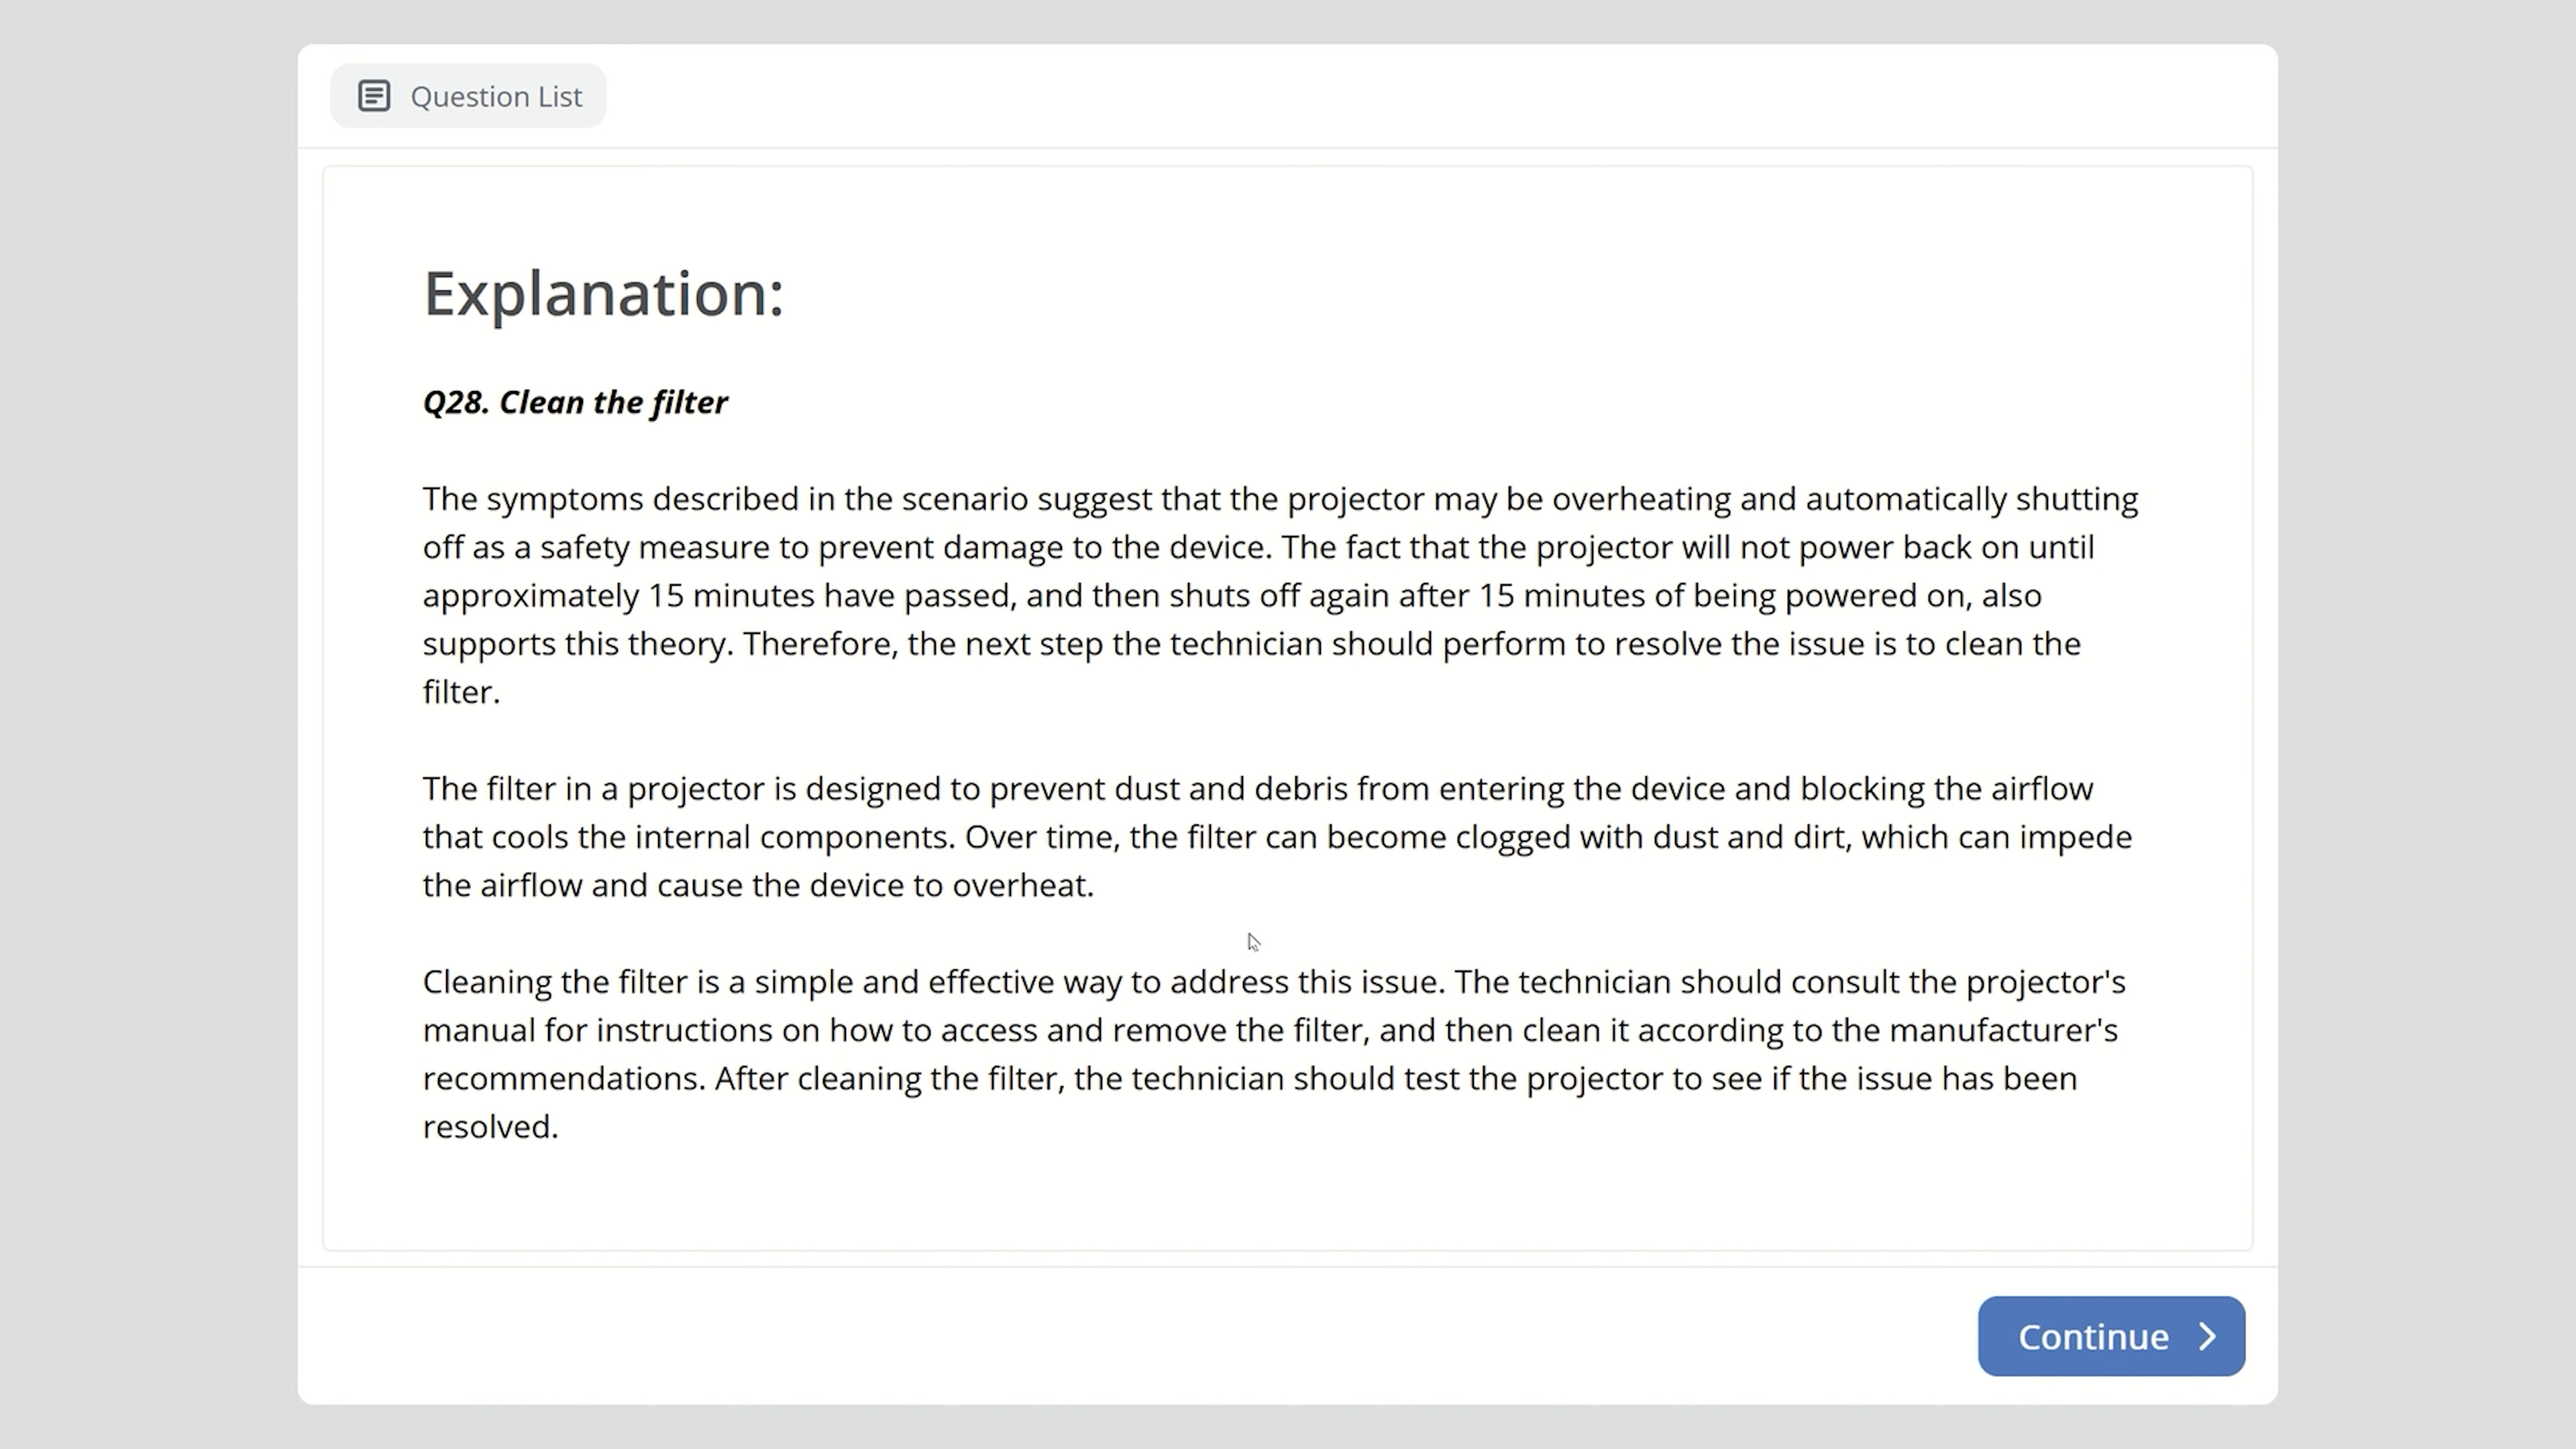 Question List
Explanation:
Q28. Clean the filter
The symptoms described in the scenario suggest that the projector may be overheating and automatically shutting
off as a safety measure to prevent damage to the device. The fact that the projector will not power back on until
approximately 15 minutes have passed, and then shuts off again after 15 minutes of being powered on, also
supports this theory. Therefore, the next step the technician should perform to resolve the issue is to clean the
filter.
The filter in a projector is designed to prevent dust and debris from entering the device and blocking the airflow
that cools the internal components. Over time, the filter can become clogged with dust and dirt, which can impede
the airflow and cause the device to overheat.
Cleaning the filter is a simple and effective way to address this issue. The technician should consult the projector's
manual for instructions on how to access and remove the filter, and then clean it according to the manufacturer's
recommendations. After cleaning the filter, the technician should test the projector to see if the issue has been
resolved.
Continue